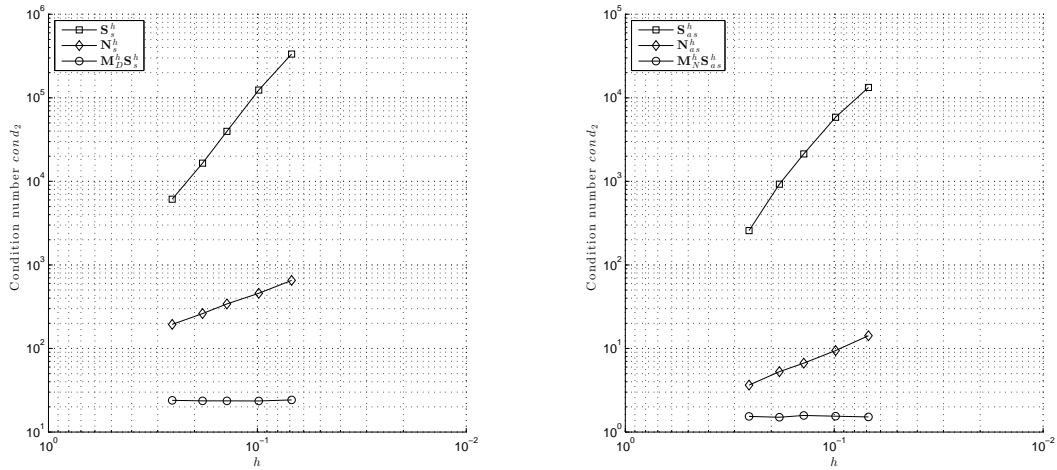 10^6
10^5
10^4
10^3
10^2
10^1
Condition number cond_2
S_s^h
N_s^h
M_D^h S_s^h
10^0
10^-1
10^-2
h
10^5
10^4
10^3
10^2
10^1
10^0
Condition number cond_2
S_as^h
N_as^h
M_N^h S_as^h
10^0
10^-1
10^-2
h